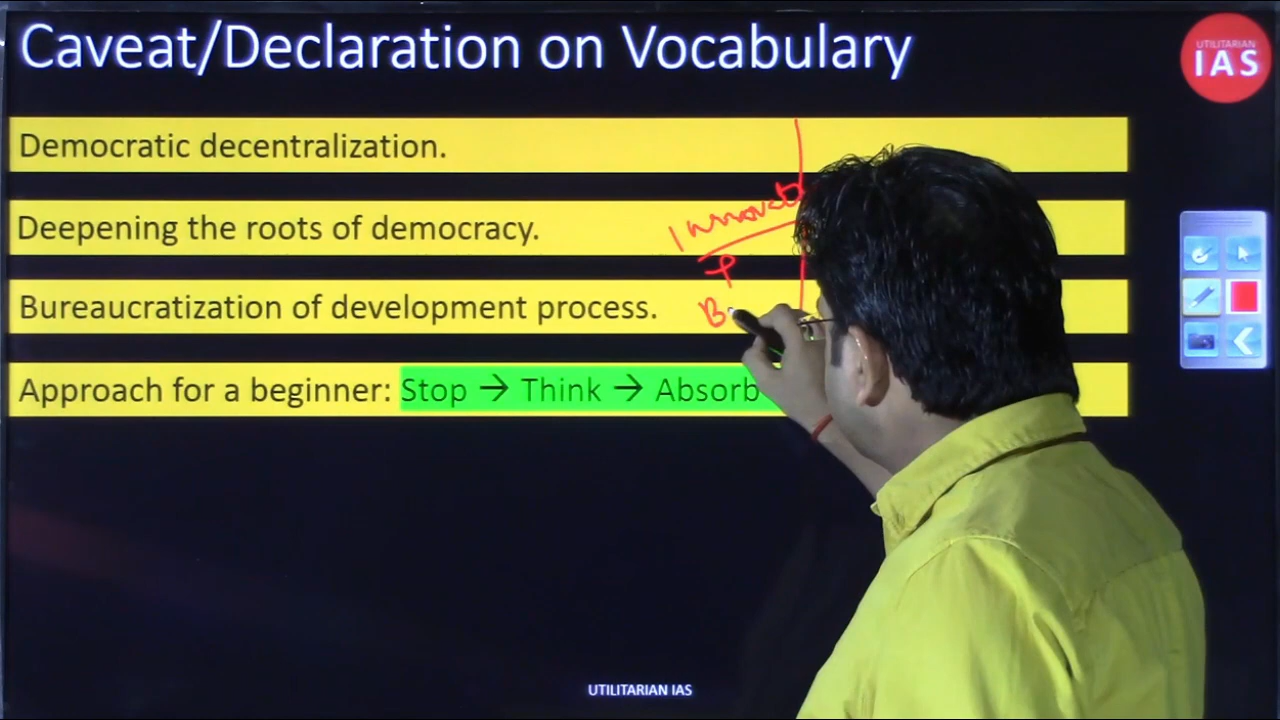 Caveat/Declaration on Vocabulary
UTILITARIAN
IAS
Democratic decentralization.
Deepening the roots of democracy.
Bureaucratization of development process.
B
Approach for a beginner: Stop → Think → Absorb
UTILITARIAN IAS